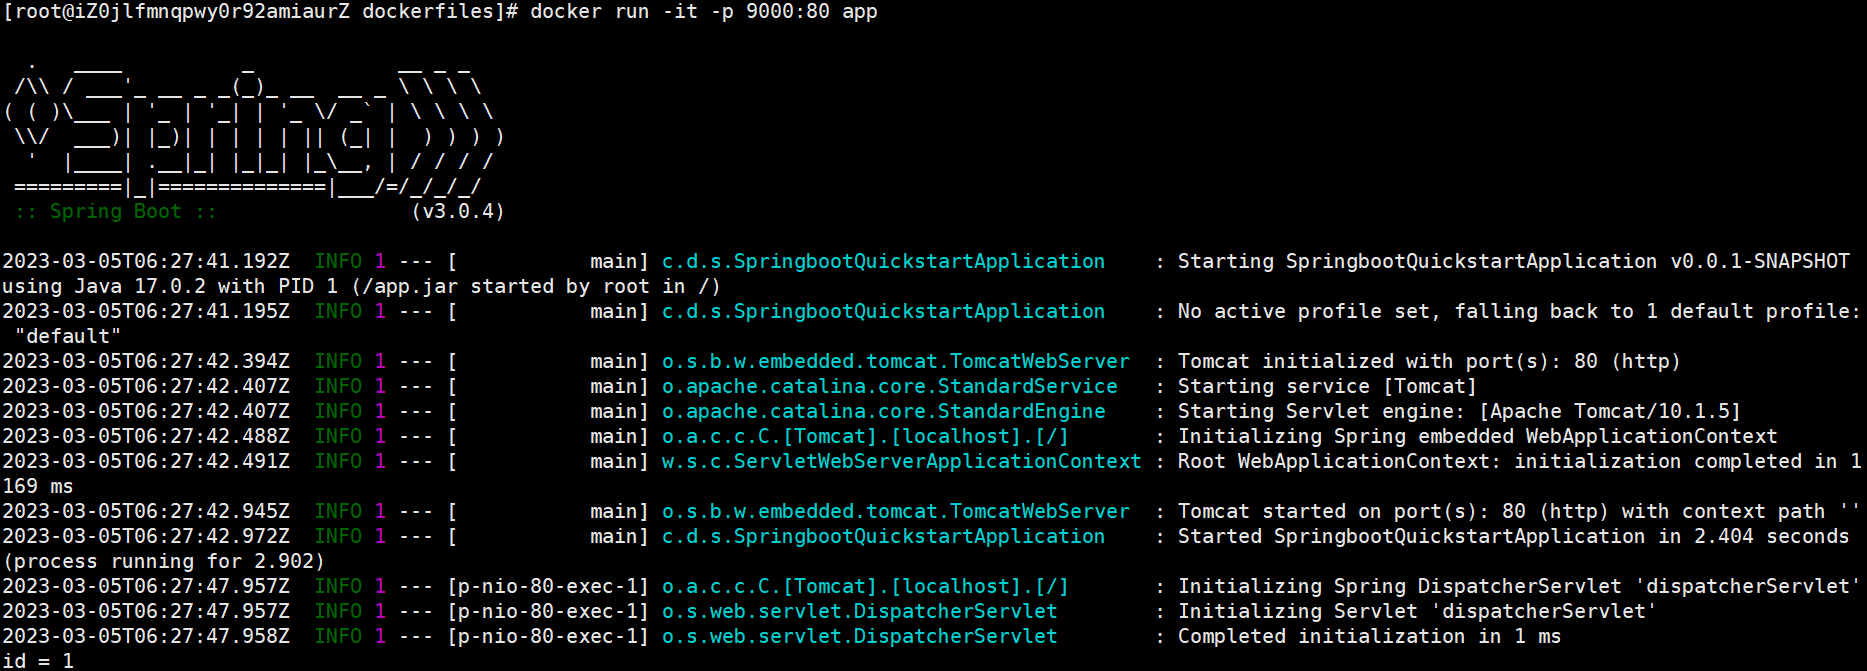 [root@iZ0jlfmnqpwy0r92amiaurZ dockerfiles]# docker run -it -p 9000:80 app

  .   ____          _            __ _ _
 /\\ / ___'_ __ _ _(_)_ __  __ _ \ \ \ \
( ( )\___ | '_ | '_| | '_ \/ _` | \ \ \ \
 \\/  ___)| |_)| | | | | || (_| |  ) ) ) )
  '  |____| .__|_| |_|_| |_\__, | / / / /
 =========|_|==============|___/=/_/_/_/
 :: Spring Boot ::                (v3.0.4)

2023-03-05T06:27:41.192Z  INFO 1 --- [           main] c.d.s.SpringbootQuickstartApplication    : Starting SpringbootQuickstartApplication v0.0.1-SNAPSHOT
using Java 17.0.2 with PID 1 (/app.jar started by root in /)
2023-03-05T06:27:41.195Z  INFO 1 --- [           main] c.d.s.SpringbootQuickstartApplication    : No active profile set, falling back to 1 default profile:
 "default"
2023-03-05T06:27:42.394Z  INFO 1 --- [           main] o.s.b.w.embedded.tomcat.TomcatWebServer  : Tomcat initialized with port(s): 80 (http)
2023-03-05T06:27:42.407Z  INFO 1 --- [           main] o.apache.catalina.core.StandardService   : Starting service [Tomcat]
2023-03-05T06:27:42.407Z  INFO 1 --- [           main] o.apache.catalina.core.StandardEngine    : Starting Servlet engine: [Apache Tomcat/10.1.5]
2023-03-05T06:27:42.488Z  INFO 1 --- [           main] o.a.c.c.C.[Tomcat].[localhost].[/]       : Initializing Spring embedded WebApplicationContext
2023-03-05T06:27:42.491Z  INFO 1 --- [           main] w.s.c.ServletWebServerApplicationContext : Root WebApplicationContext: initialization completed in 1
169 ms
2023-03-05T06:27:42.945Z  INFO 1 --- [           main] o.s.b.w.embedded.tomcat.TomcatWebServer  : Tomcat started on port(s): 80 (http) with context path ''
2023-03-05T06:27:42.972Z  INFO 1 --- [           main] c.d.s.SpringbootQuickstartApplication    : Started SpringbootQuickstartApplication in 2.404 seconds
(process running for 2.902)
2023-03-05T06:27:47.957Z  INFO 1 --- [p-nio-80-exec-1] o.a.c.c.C.[Tomcat].[localhost].[/]       : Initializing Spring DispatcherServlet 'dispatcherServlet'
2023-03-05T06:27:47.957Z  INFO 1 --- [p-nio-80-exec-1] o.s.web.servlet.DispatcherServlet        : Initializing Servlet 'dispatcherServlet'
2023-03-05T06:27:47.958Z  INFO 1 --- [p-nio-80-exec-1] o.s.web.servlet.DispatcherServlet        : Completed initialization in 1 ms
id = 1